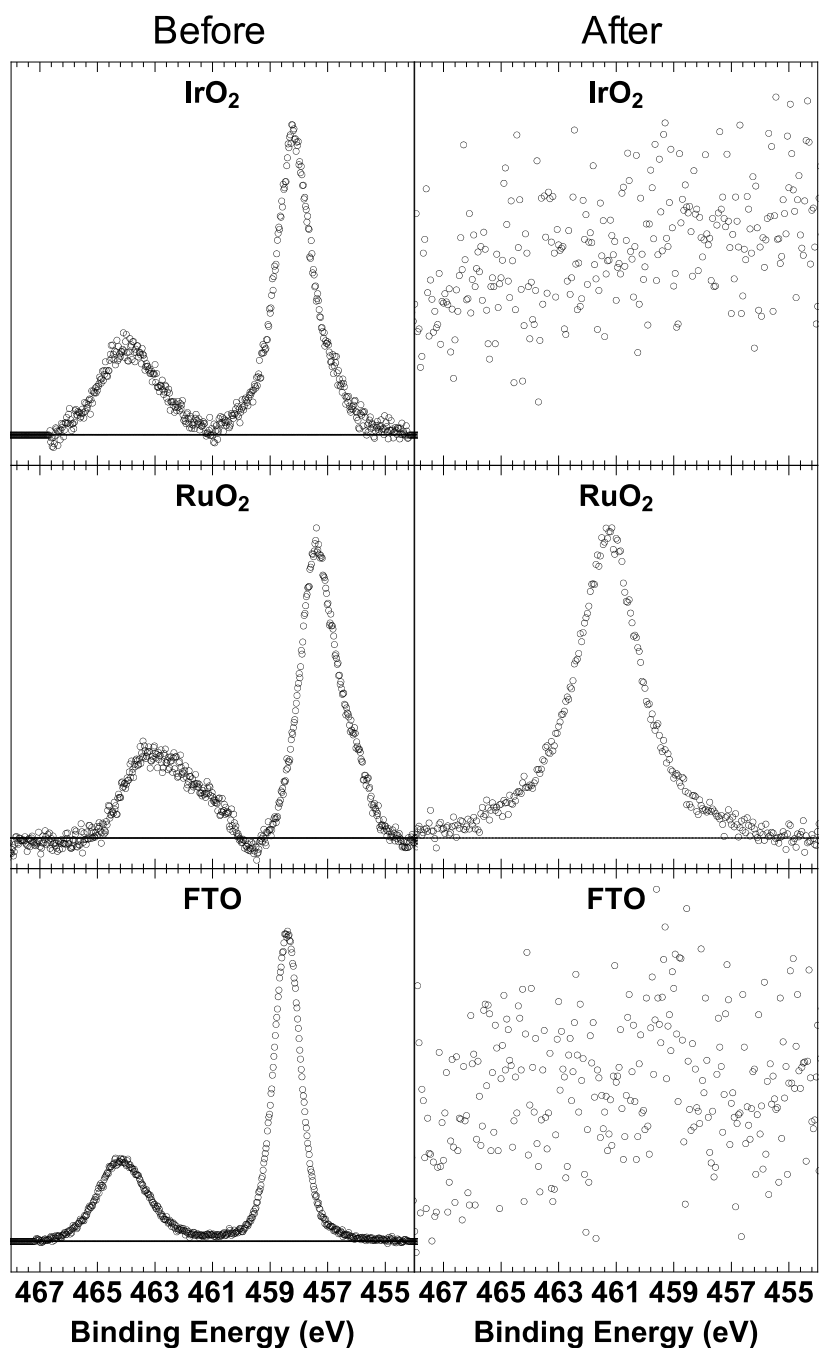 Before After
IrO₂ IrO₂
RuO₂ RuO₂
FTO FTO
467 465 463 461 459 457 455 467 465 463 461 459 457 455
Binding Energy (eV) Binding Energy (eV)